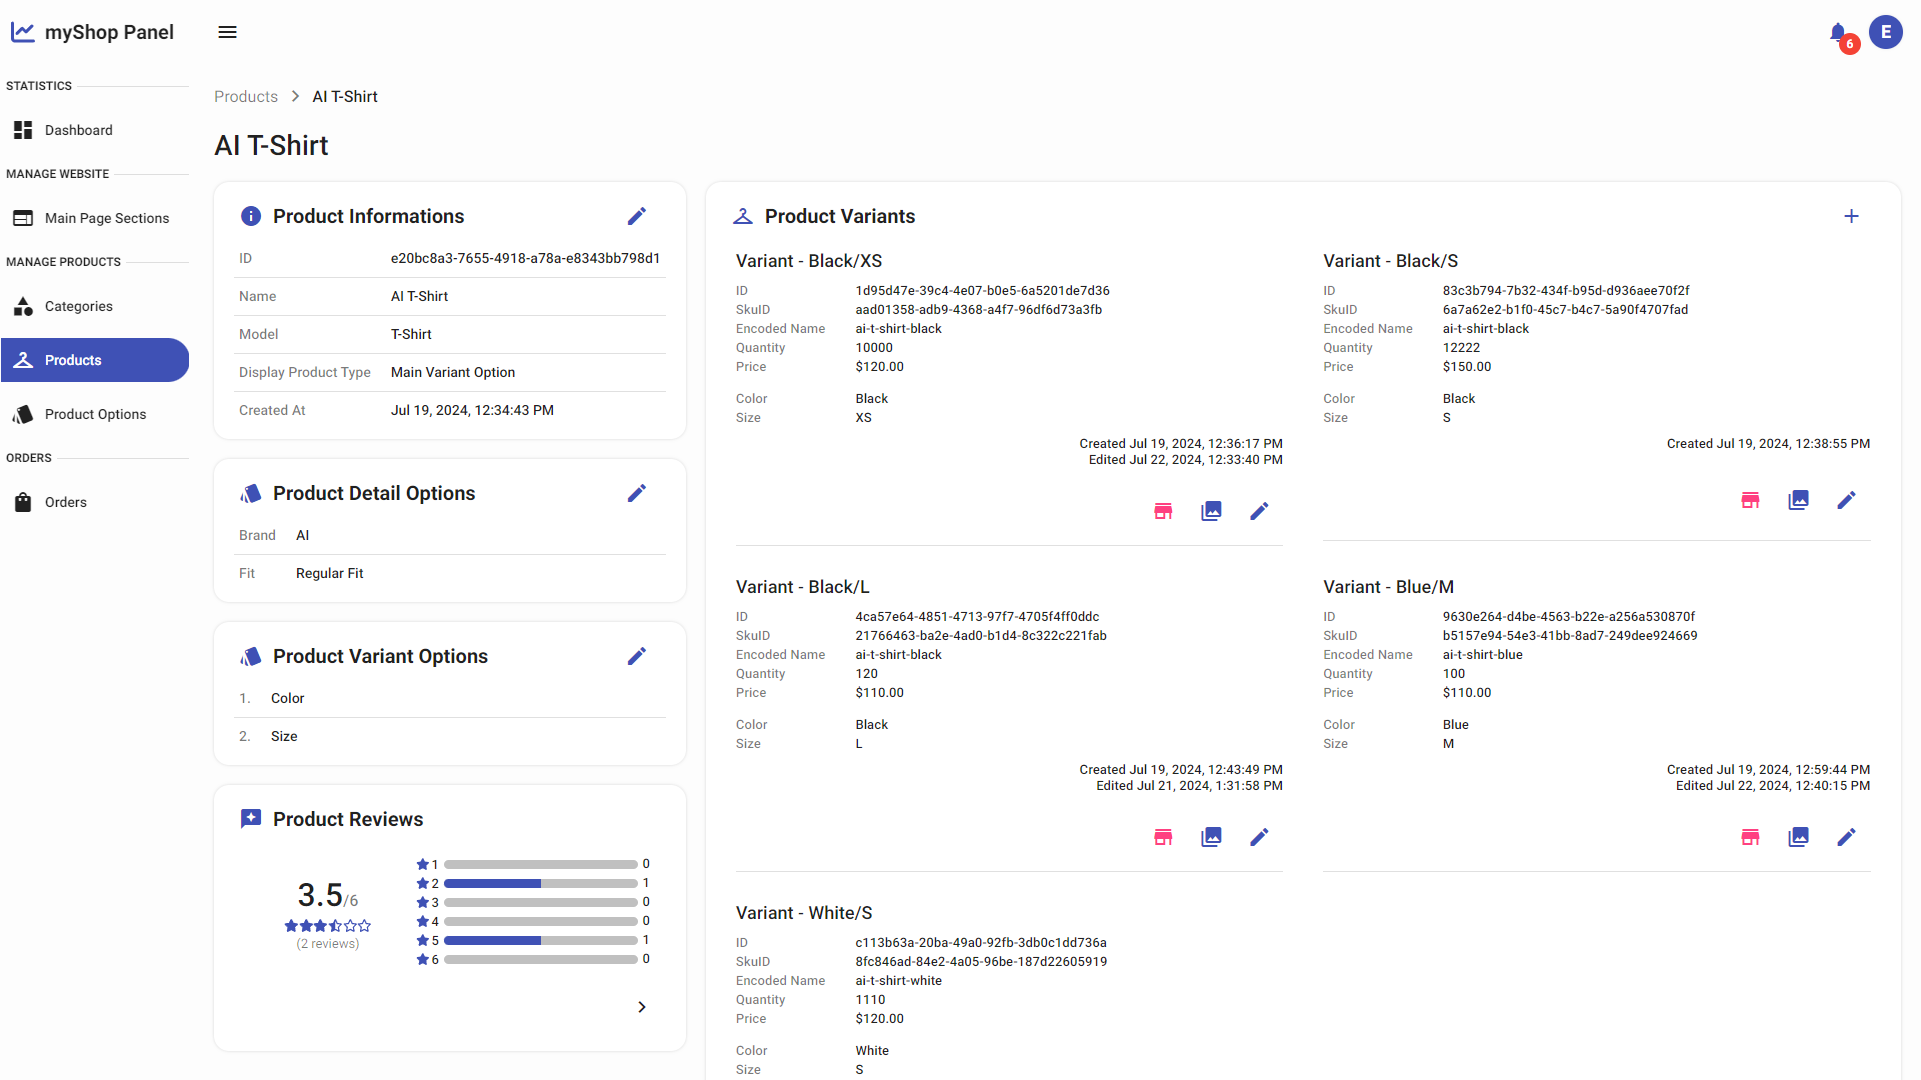 myShop Panel
6
E
STATISTICS
Dashboard
MANAGE WEBSITE
Main Page Sections
MANAGE PRODUCTS
Categories
Products
Product Options
ORDERS
Orders
Products > AI T-Shirt
AI T-Shirt
Product Informations
ID e20bc8a3-7655-4918-a78a-e8343bb798d1
Name AI T-Shirt
Model T-Shirt
Display Product Type Main Variant Option
Created At Jul 19, 2024, 12:34:43 PM
Product Detail Options
Brand AI
Fit Regular Fit
Product Variant Options
1. Color
2. Size
Product Reviews
3.5/6
(2 reviews)
1 0
2 1
3 0
4 0
5 1
6 0
Product Variants
Variant - Black/XS
ID 1d95d47e-39c4-4e07-b0e5-6a5201de7d36
SkuID aad01358-adb9-4368-a4f7-96df6d73a3fb
Encoded Name ai-t-shirt-black
Quantity 10000
Price $120.00
Color Black
Size XS
Created Jul 19, 2024, 12:36:17 PM
Edited Jul 22, 2024, 12:33:40 PM
Variant - Black/S
ID 83c3b794-7b32-434f-b95d-d936aee70f2f
SkuID 6a7a62e2-b1f0-45c7-b4c7-5a90f4707fad
Encoded Name ai-t-shirt-black
Quantity 12222
Price $150.00
Color Black
Size S
Created Jul 19, 2024, 12:38:55 PM
Variant - Black/L
ID 4ca57e64-4851-4713-97f7-4705f4ff0ddc
SkuID 21766463-ba2e-4ad0-b1d4-8c322c221fab
Encoded Name ai-t-shirt-black
Quantity 120
Price $110.00
Color Black
Size L
Created Jul 19, 2024, 12:43:49 PM
Edited Jul 21, 2024, 1:31:58 PM
Variant - Blue/M
ID 9630e264-d4be-4563-b22e-a256a530870f
SkuID b5157e94-54e3-41bb-8ad7-249dee924669
Encoded Name ai-t-shirt-blue
Quantity 100
Price $110.00
Color Blue
Size M
Created Jul 19, 2024, 12:59:44 PM
Edited Jul 22, 2024, 12:40:15 PM
Variant - White/S
ID c113b63a-20ba-49a0-92fb-3db0c1dd736a
SkuID 8fc846ad-84e2-4a05-96be-187d22605919
Encoded Name ai-t-shirt-white
Quantity 1110
Price $120.00
Color White
Size S